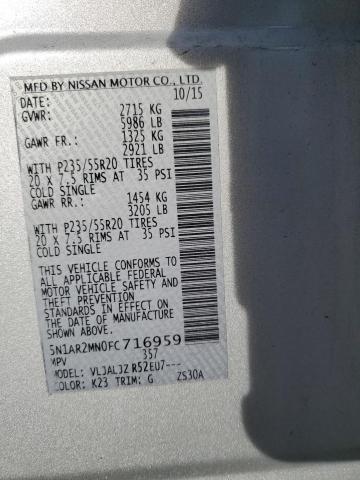 MFD BY NISSAN MOTOR CO., LTD.
DATE: 10/15
GVWR: 2715 KG
5986 LB
GAWR FR.: 1325 KG
2921 LB
WITH P235/55R20 TIRES
20 X 7.5 RIMS AT 35 PSI
COLD SINGLE
GAWR RR.: 1454 KG
3205 LB
WITH P235/55R20 TIRES
20 X 7.5 RIMS AT 35 PSI
COLD SINGLE
THIS VEHICLE CONFORMS TO
ALL APPLICABLE FEDERAL
MOTOR VEHICLE SAFETY AND
THEFT PREVENTION
STANDARDS IN EFFECT ON
THE DATE OF MANUFACTURE
SHOWN ABOVE.
5N1AR2MN0FC716959
MPV 357
MODEL: VLJALJZ R52EU7---
COLOR: K23 TRIM: G ZS30A